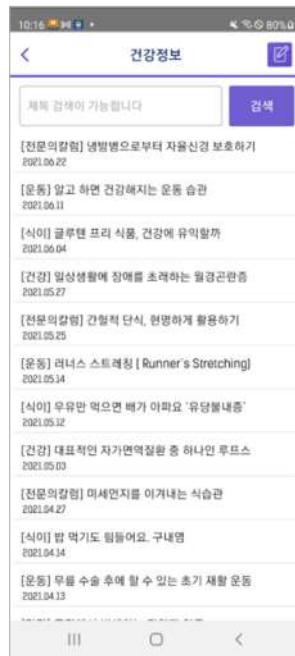 10:16
80%
건강정보
제목 검색이 가능합니다
검색
[전문의칼럼] 냉방병으로부터 자율신경 보호하기
2021.06.22
[운동] 알고 하면 건강해지는 운동 습관
2021.06.11
[식이] 글루텐 프리 식품, 건강에 유익할까
2021.06.04
[건강] 일상생활에 장애를 초래하는 월경곤란증
2021.05.27
[전문의칼럼] 간헐적 단식, 현명하게 활용하기
2021.05.25
[운동] 러너스 스트레칭 [ Runner's Stretching]
2021.05.14
[식이] 우유만 먹으면 배가 아파요 '유당불내증'
2021.05.12
[건강] 대표적인 자가면역질환 중 하나인 루프스
2021.05.03
[전문의칼럼] 미세먼지를 이겨내는 식습관
2021.04.27
[식이] 밥 먹기도 힘들어요. 구내염
2021.04.14
[운동] 무릎 수술 후에 할 수 있는 초기 재활 운동
2021.04.13